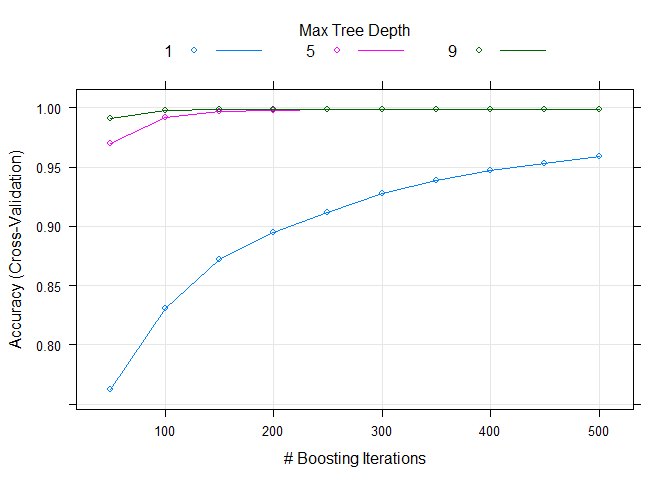 Max Tree Depth
1 5 9
Accuracy (Cross-Validation)
1.00
0.95
0.90
0.85
0.80
100 200 300 400 500
# Boosting Iterations